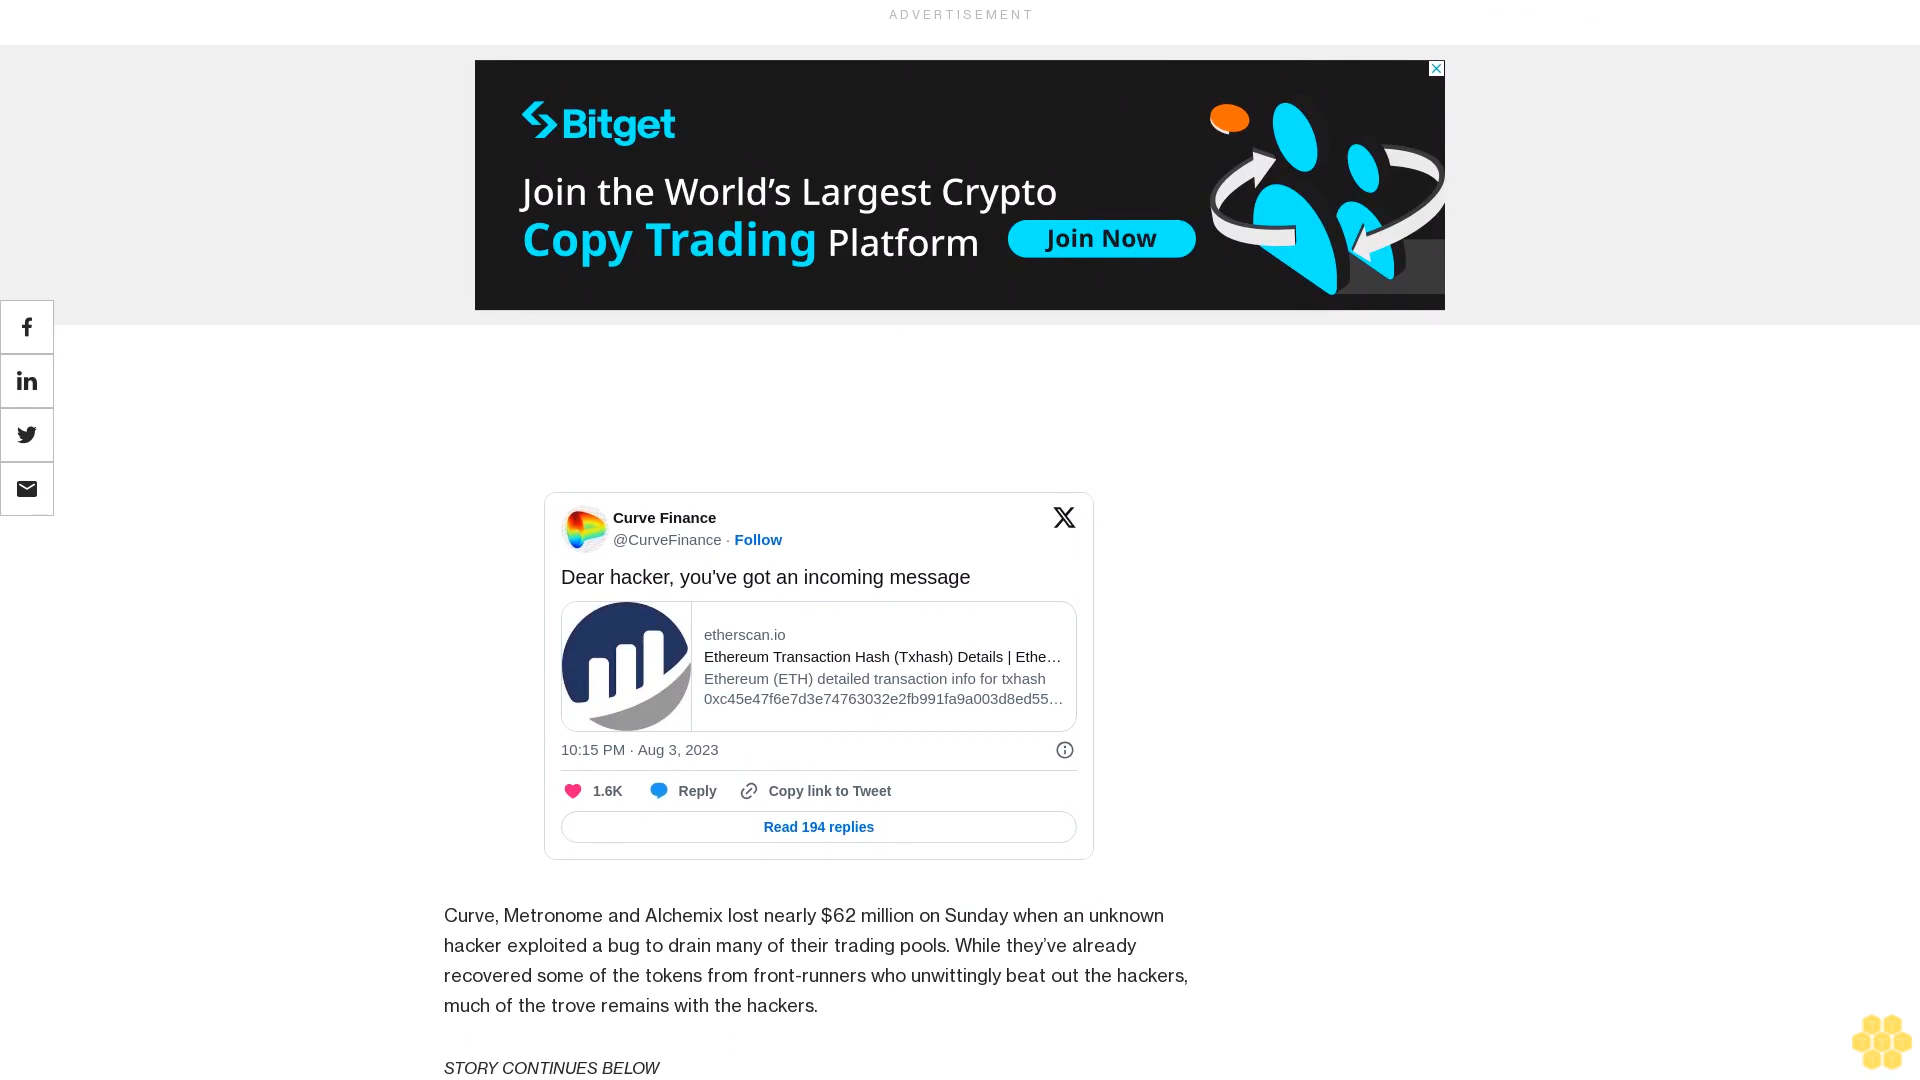 ADVERTISEMENT
Bitget
Join the World's Largest Crypto
Copy Trading Platform
Join Now
Curve Finance
@CurveFinance · Follow
Dear hacker, you've got an incoming message
etherscan.io
Ethereum Transaction Hash (Txhash) Details | Ethe…
Ethereum (ETH) detailed transaction info for txhash
0xc45e47f6e7d3e74763032e2fb991fa9a003d8ed55…
10:15 PM · Aug 3, 2023
1.6K Reply Copy link to Tweet
Read 194 replies
Curve, Metronome and Alchemix lost nearly $62 million on Sunday when an unknown
hacker exploited a bug to drain many of their trading pools. While they’ve already
recovered some of the tokens from front-runners who unwittingly beat out the hackers,
much of the trove remains with the hackers.
STORY CONTINUES BELOW